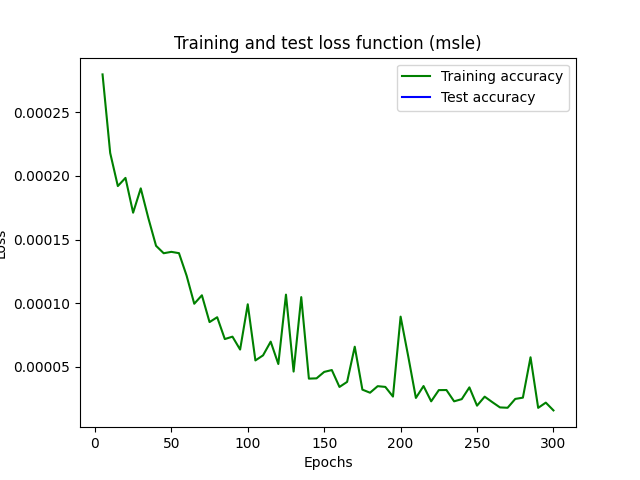 Training and test loss function (msle)
Training accuracy
Test accuracy
0.00025
0.00020
0.00015
0.00010
0.00005
Loss
0 50 100 150 200 250 300
Epochs